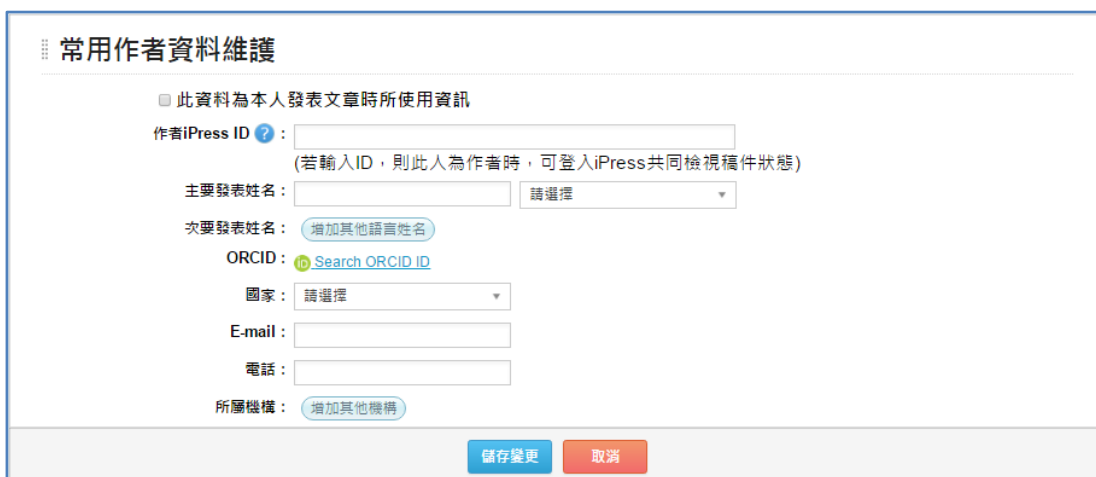 常用作者資料維護
此資料為本人發表文章時所使用資訊
作者iPress ID ? :
(若輸入ID，則此人為作者時，可登入iPress共同檢視稿件狀態)
主要發表姓名： 請選擇
次要發表姓名： 增加其他語言姓名
ORCID： iD Search ORCID ID
國家： 請選擇
E-mail：
電話：
所屬機構： 增加其他機構
儲存變更 取消